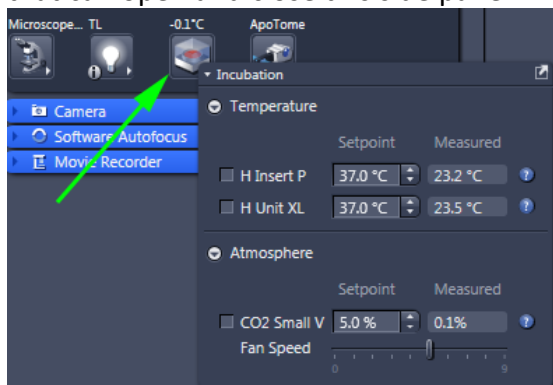 Microscope... TL -0.1°C ApoTome
Incubation
Temperature
Camera
Setpoint Measured
Software Autofocus
Movie Recorder
H Insert P 37.0 °C 23.2 °C
H Unit XL 37.0 °C 23.5 °C
Atmosphere
Setpoint Measured
CO2 Small V 5.0 % 0.1%
Fan Speed
0 9